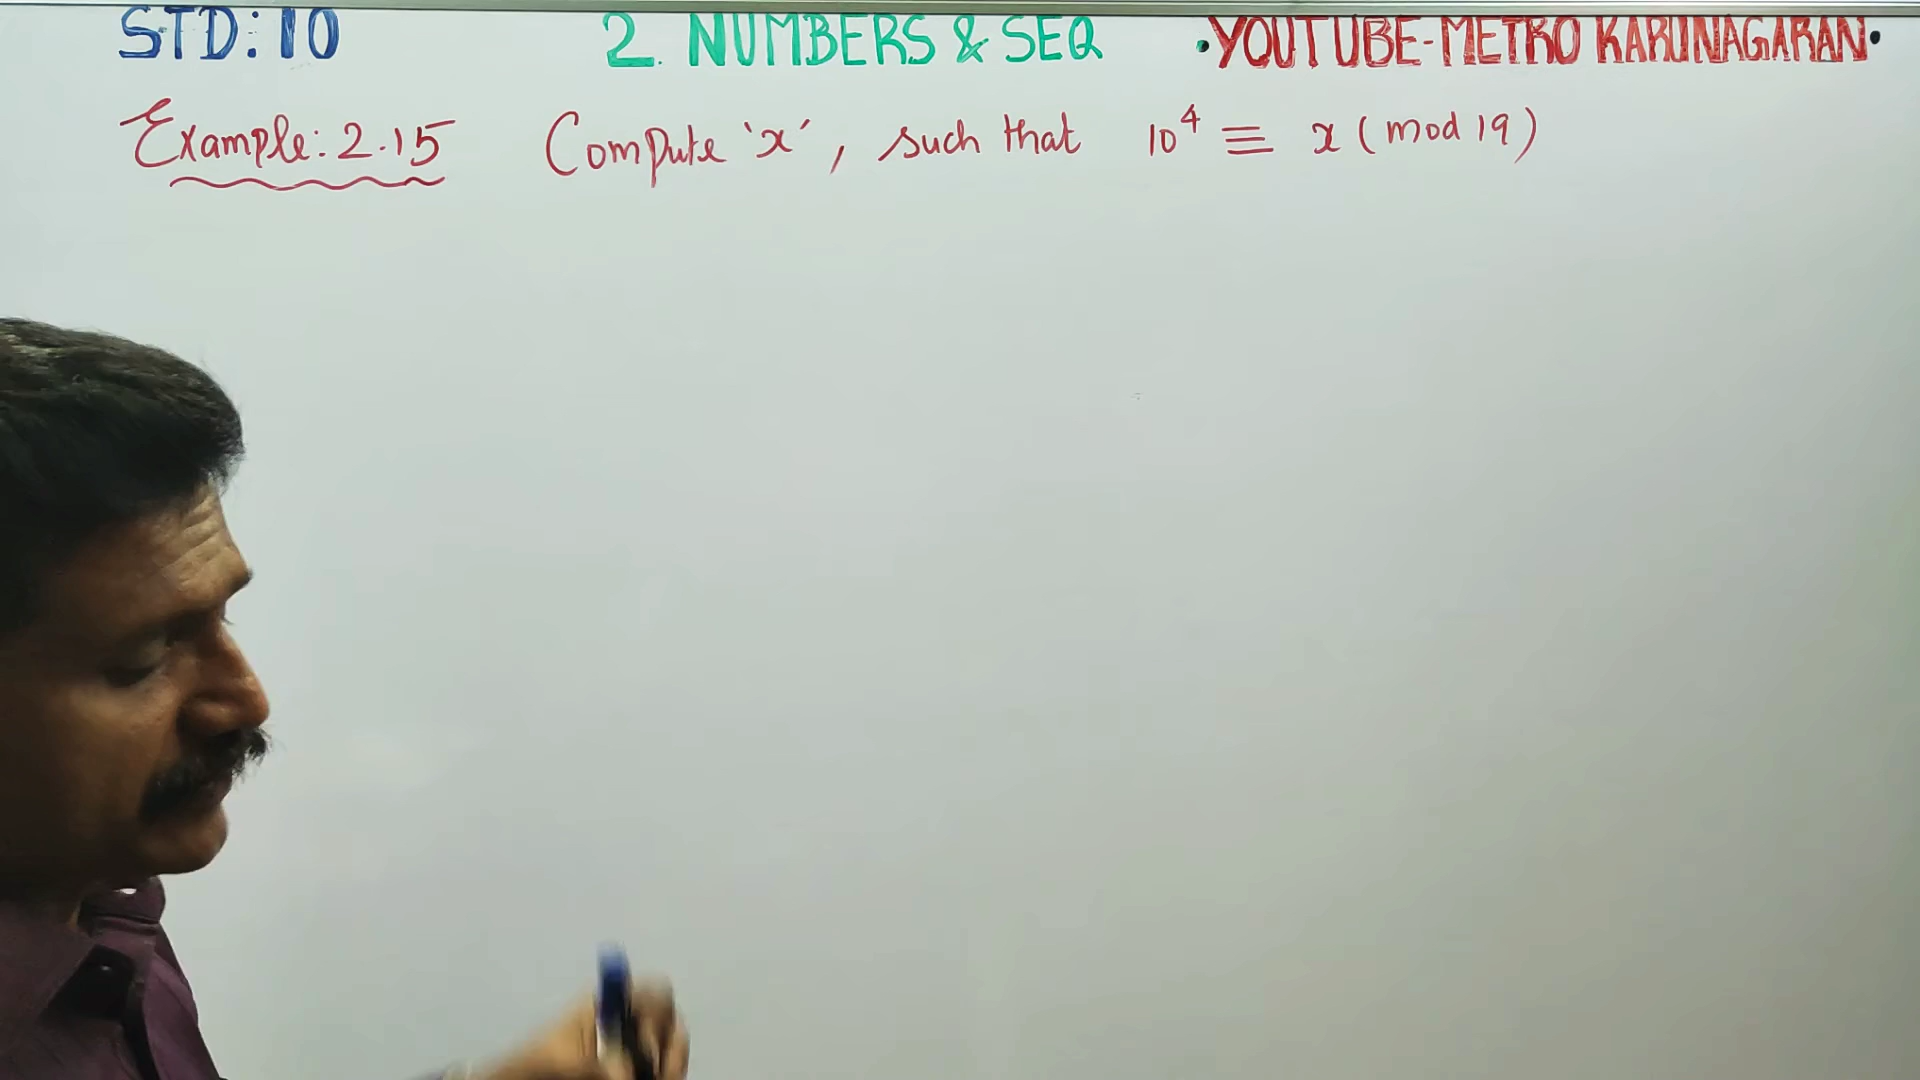 STD: 10 2. NUMBERS & SEQ •YOUTUBE-METRO KARUNAGARAN•
Example: 2.15 Compute 'x', such that 10⁴ ≡ x (mod 19)